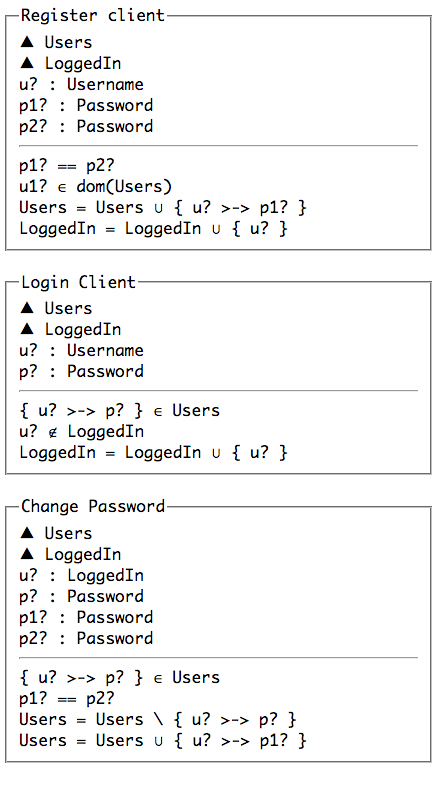 Register client
▲ Users
▲ LoggedIn
u? : Username
p1? : Password
p2? : Password
p1? == p2?
u1? ∈ dom(Users)
Users = Users ∪ { u? >-> p1? }
LoggedIn = LoggedIn ∪ { u? }
Login Client
▲ Users
▲ LoggedIn
u? : Username
p? : Password
{ u? >-> p? } ∈ Users
u? ∉ LoggedIn
LoggedIn = LoggedIn ∪ { u? }
Change Password
▲ Users
▲ LoggedIn
u? : LoggedIn
p? : Password
p1? : Password
p2? : Password
{ u? >-> p? } ∈ Users
p1? == p2?
Users = Users \ { u? >-> p? }
Users = Users ∪ { u? >-> p1? }